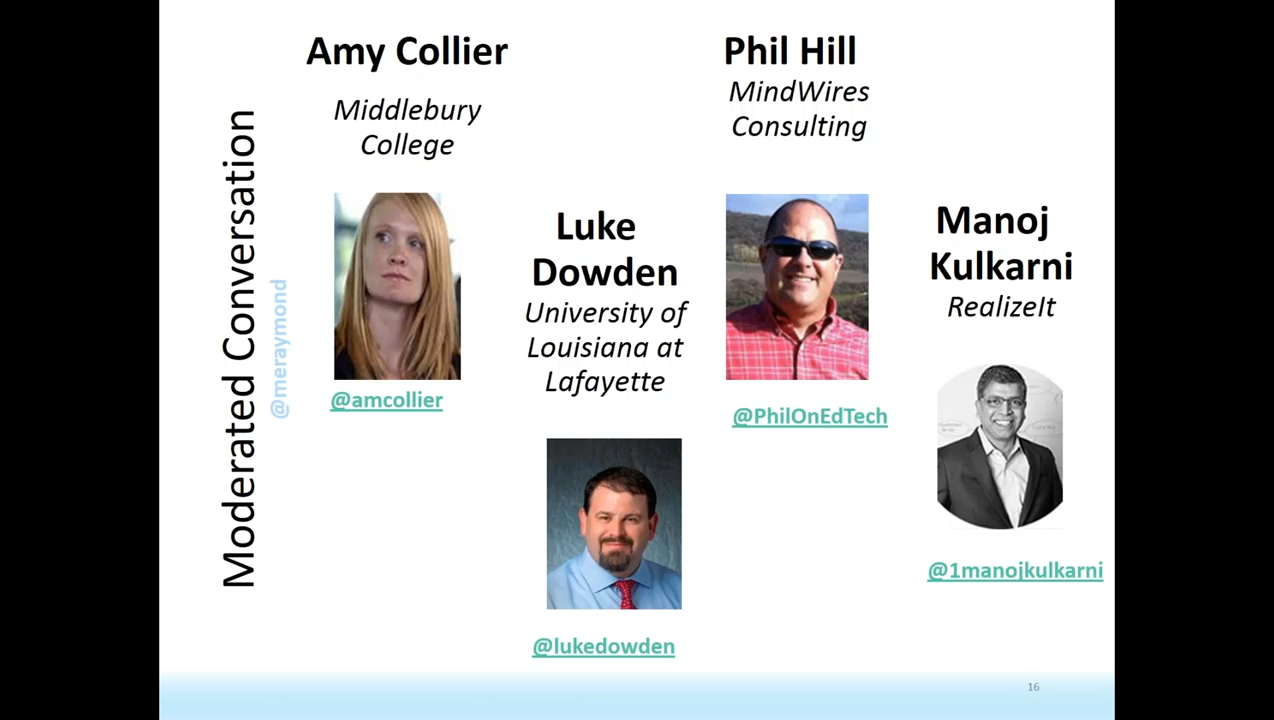 Moderated Conversation
@meraymond
Amy Collier
Middlebury
College
@amcollier
Luke
Dowden
University of
Louisiana at
Lafayette
@lukedowden
Phil Hill
MindWires
Consulting
@PhilOnEdTech
Manoj
Kulkarni
RealizeIt
@1manojkulkarni
16